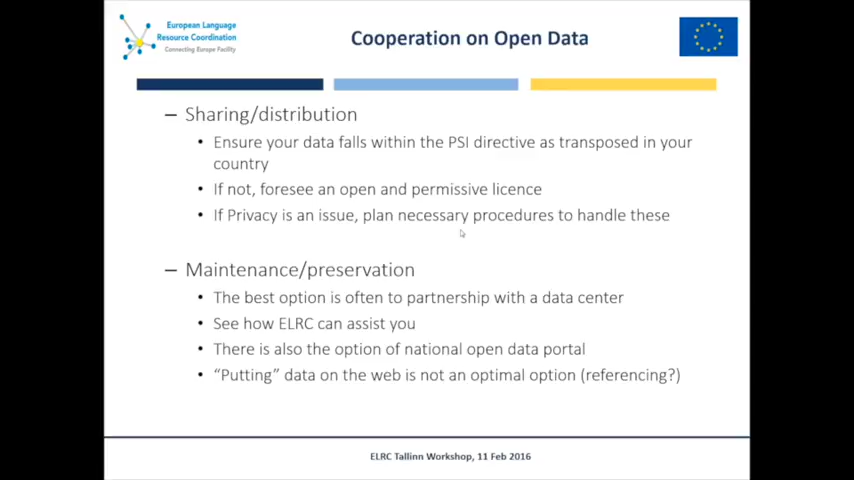 European Language
Resource Coordination
Connecting Europe Facility
Cooperation on Open Data
– Sharing/distribution
• Ensure your data falls within the PSI directive as transposed in your
country
• If not, foresee an open and permissive licence
• If Privacy is an issue, plan necessary procedures to handle these
– Maintenance/preservation
• The best option is often to partnership with a data center
• See how ELRC can assist you
• There is also the option of national open data portal
• “Putting” data on the web is not an optimal option (referencing?)
ELRC Tallinn Workshop, 11 Feb 2016